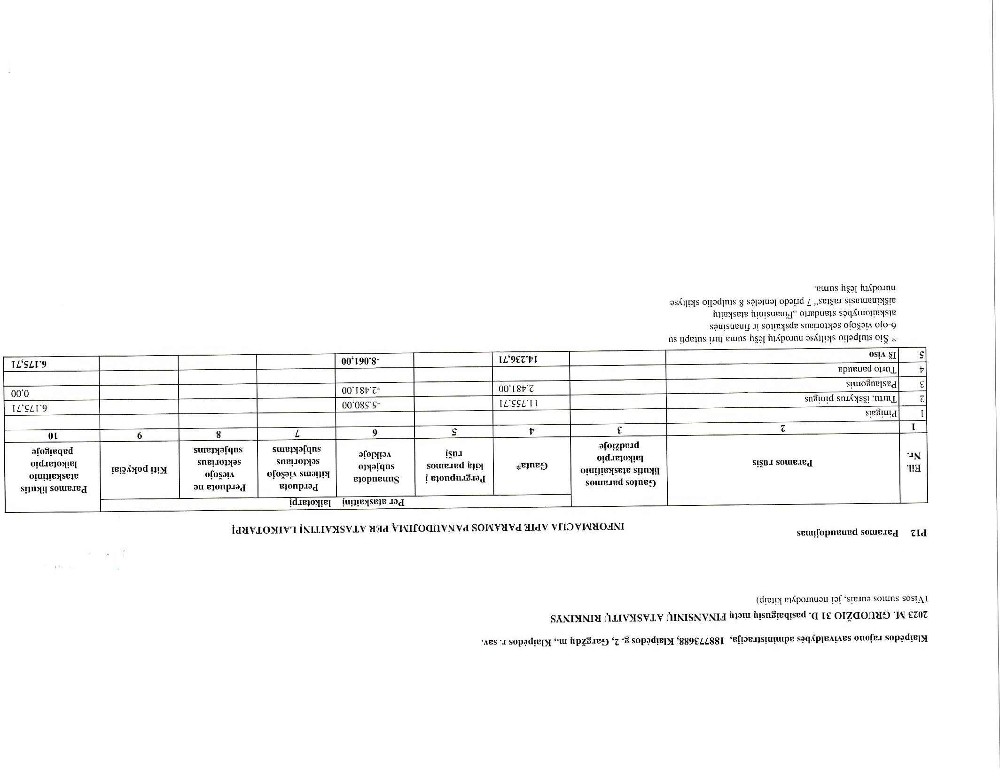 Klaipėdos rajono savivaldybės administracija, 188773688, Klaipėdos g. 2, Gargždų m., Klaipėdos r. sav.
2023 M. GRUODŽIO 31 D. pasibaigusių metų FINANSINIŲ ATASKAITŲ RINKINYS
(Visos sumos eurais, jei nenurodyta kitaip)
P12 Paramos panaudojimas
INFORMACIJA APIE PARAMOS PANAUDOJIMĄ PER ATASKAITINĮ LAIKOTARPĮ
Eil. Nr. Paramos rūšis Gautos paramos likutis ataskaitinio laikotarpio pradžioje Per ataskaitinį laikotarpį Paramos likutis ataskaitinio laikotarpio pabaigoje
Gauta* Pergrupuota į kitą paramos rūšį Sunaudota subjekto veikloje Perduota kitiems viešojo sektoriaus subjektams Perduota ne viešojo sektoriaus subjektams Kiti pokyčiai
1 2 3 4 5 6 7 8 9 10
1 Pinigais
2 Turtu, išskyrus pinigus 11.755,71 -5.580,00 6.175,71
3 Paslaugomis 2.481,00 -2.481,00 0,00
4 Turto panauda
5 Iš viso 14.236,71 -8.061,00 6.175,71
* Šio stulpelio skiltyse nurodytų lėšų suma turi sutapti su
6-ojo viešojo sektoriaus apskaitos ir finansinės
atskaitomybės standarto „Finansinių ataskaitų
aiškinamasis raštas“ 7 priedo lentelės 8 stulpelio skiltyse
nurodytų lėšų suma.